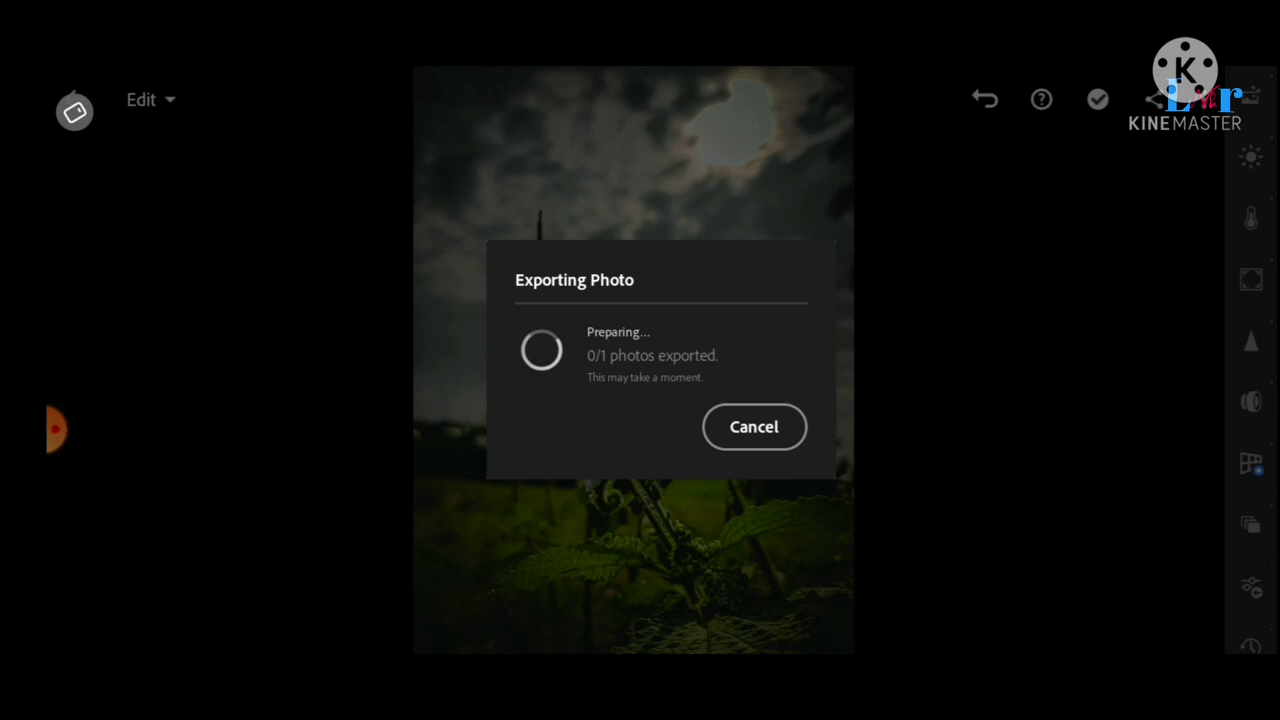 Edit
KINEMASTER
Exporting Photo
Preparing...
0/1 photos exported.
This may take a moment.
Cancel